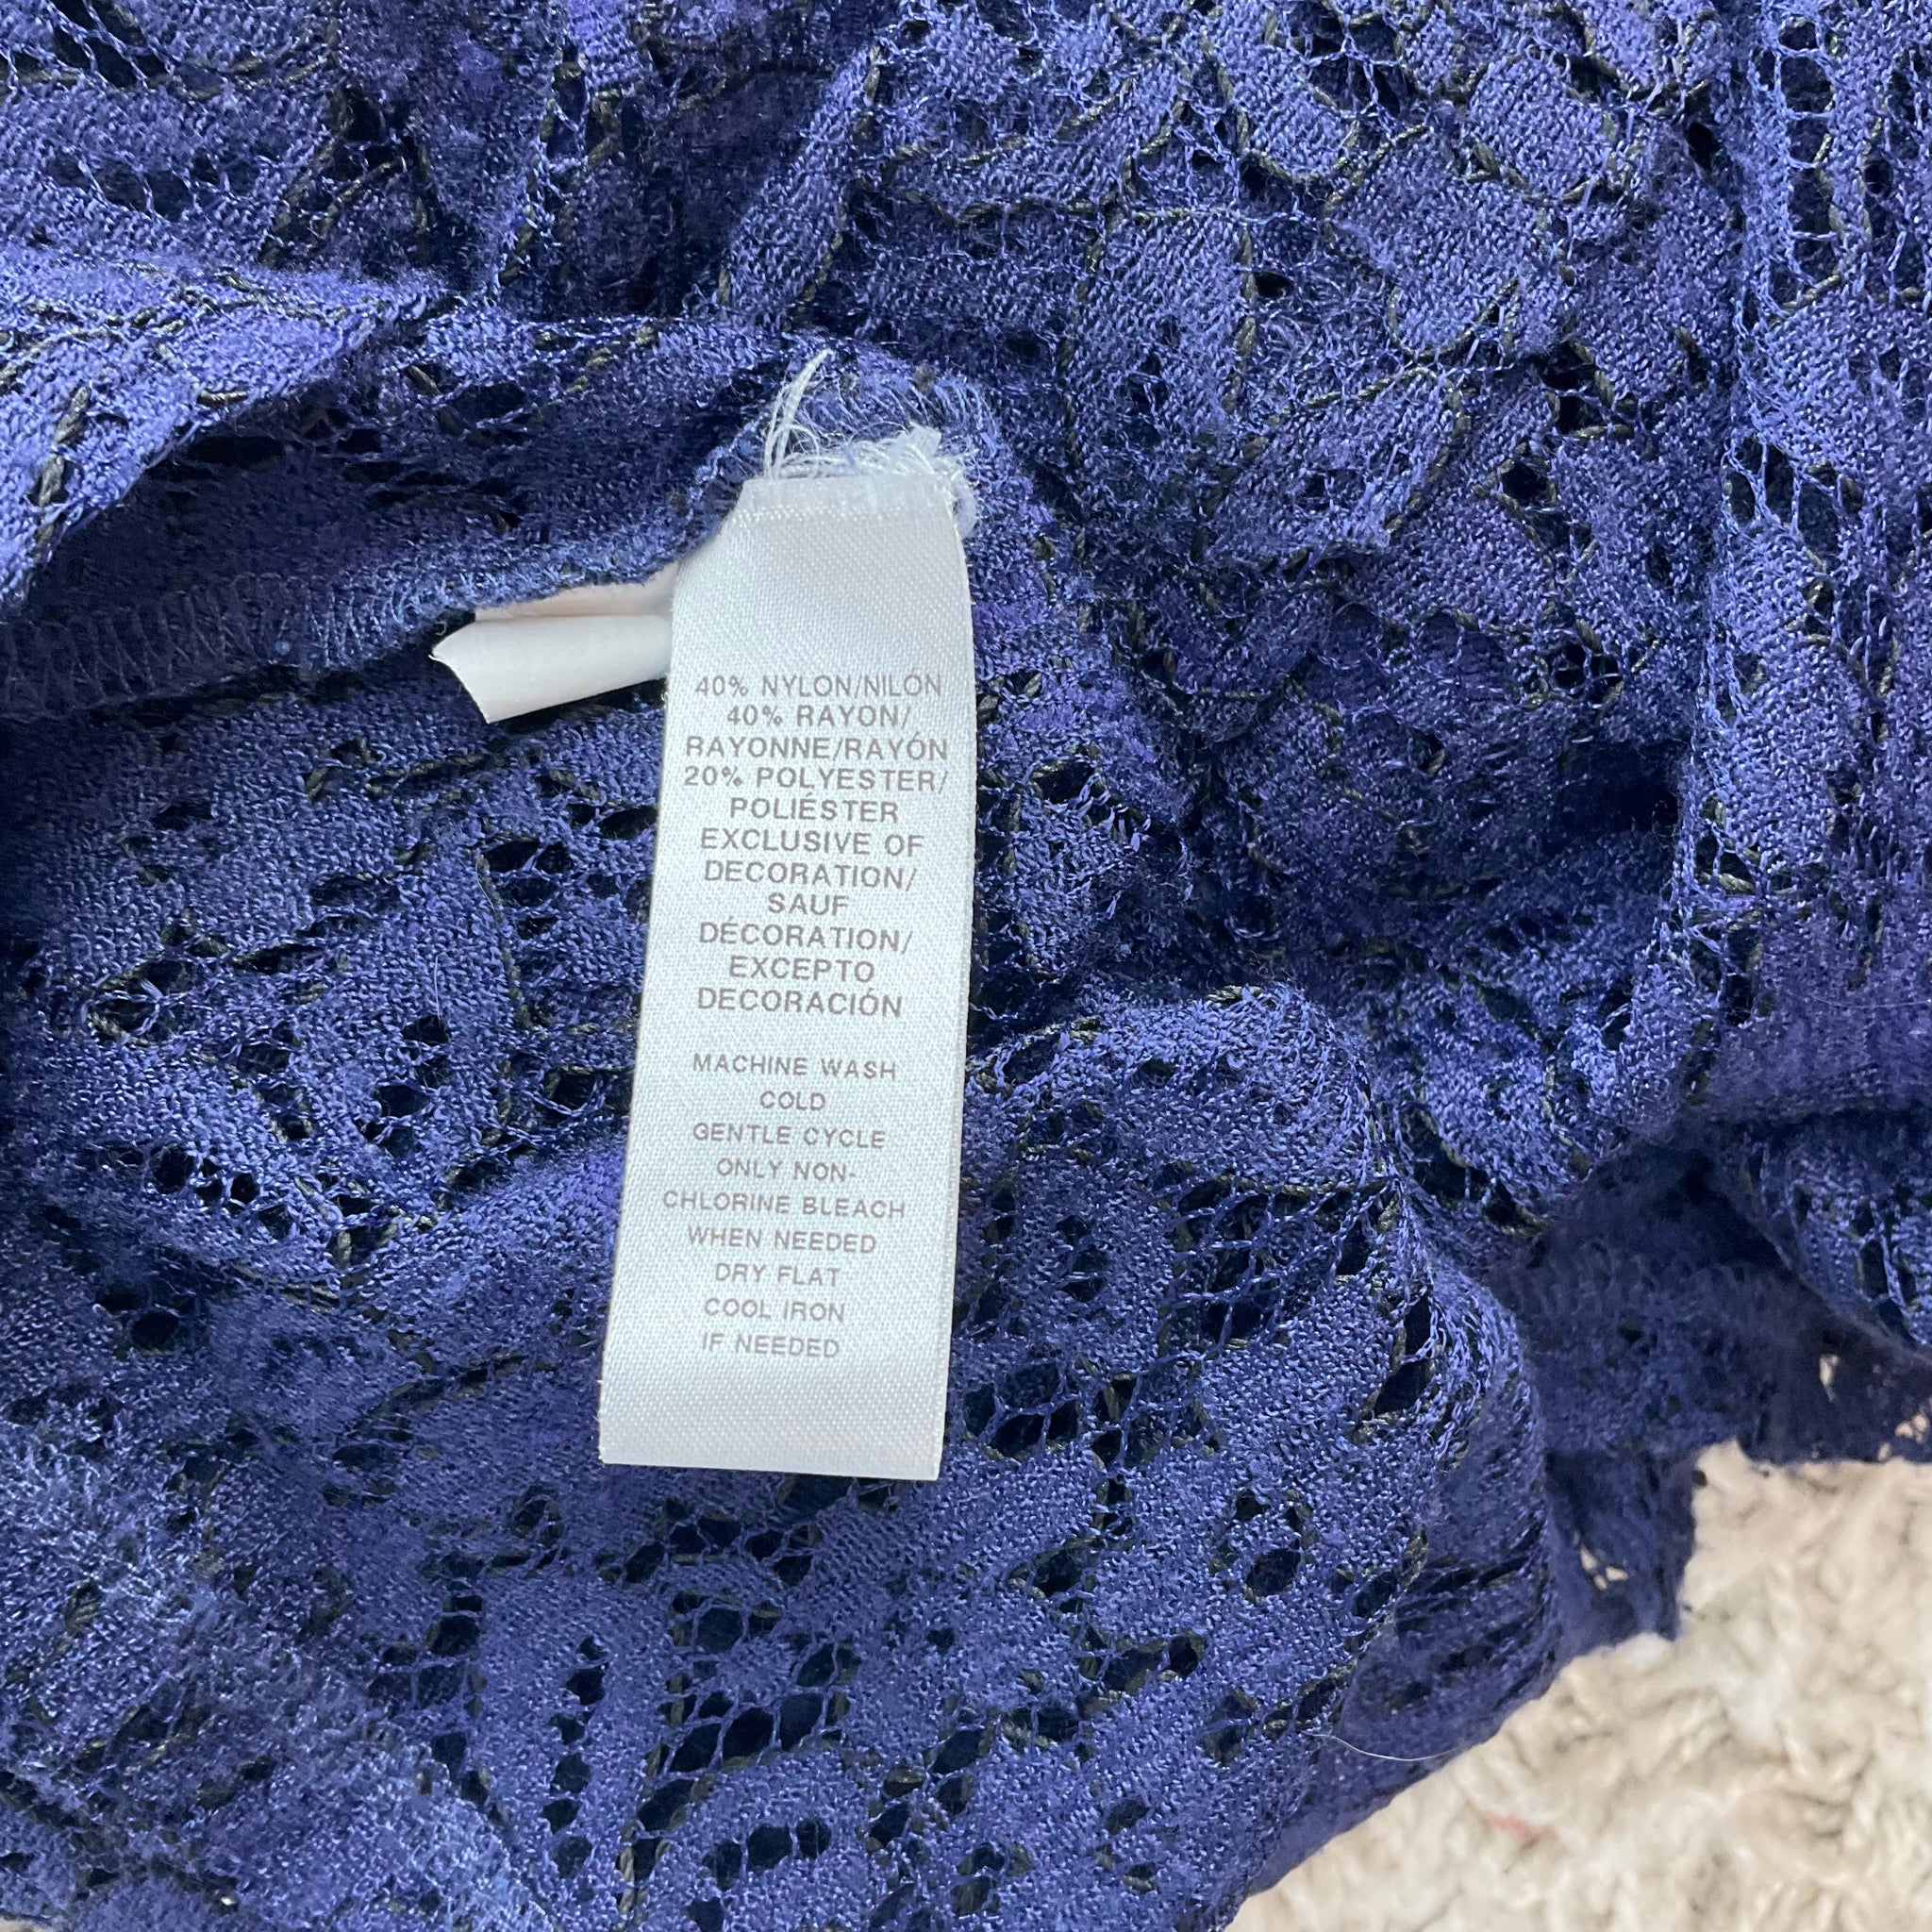 40% NYLON/NILÓN
40% RAYON/
RAYONNE/RAYÓN
20% POLYESTER/
POLIÉSTER
EXCLUSIVE OF
DECORATION/
SAUF
DÉCORATION/
EXCEPTO
DECORACIÓN
MACHINE WASH
COLD
GENTLE CYCLE
ONLY NON-
CHLORINE BLEACH
WHEN NEEDED
DRY FLAT
COOL IRON
IF NEEDED